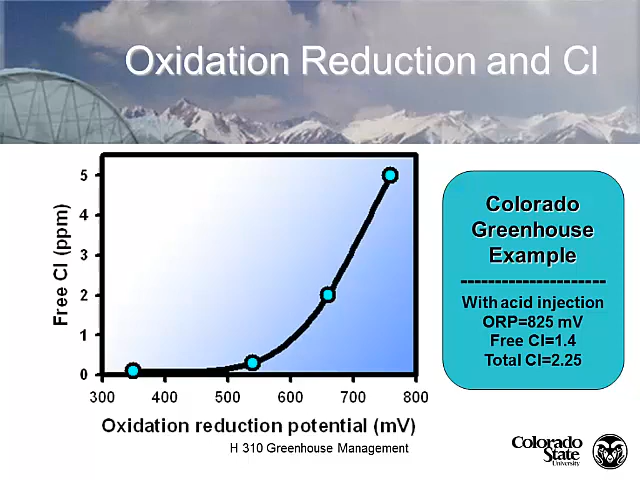 Oxidation Reduction and Cl
Free Cl (ppm)
5
4
3
2
1
0
300 400 500 600 700 800
Oxidation reduction potential (mV)
H 310 Greenhouse Management
Colorado
Greenhouse
Example
---------------------
With acid injection
ORP=825 mV
Free Cl=1.4
Total Cl=2.25
Colorado
State
University